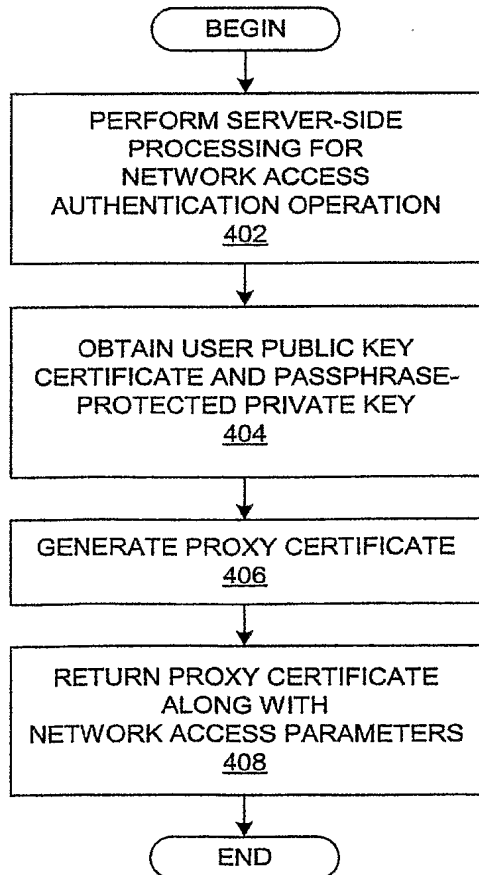 BEGIN
PERFORM SERVER-SIDE
PROCESSING FOR
NETWORK ACCESS
AUTHENTICATION OPERATION
402
OBTAIN USER PUBLIC KEY
CERTIFICATE AND PASSPHRASE-
PROTECTED PRIVATE KEY
404
GENERATE PROXY CERTIFICATE
406
RETURN PROXY CERTIFICATE
ALONG WITH
NETWORK ACCESS PARAMETERS
408
END